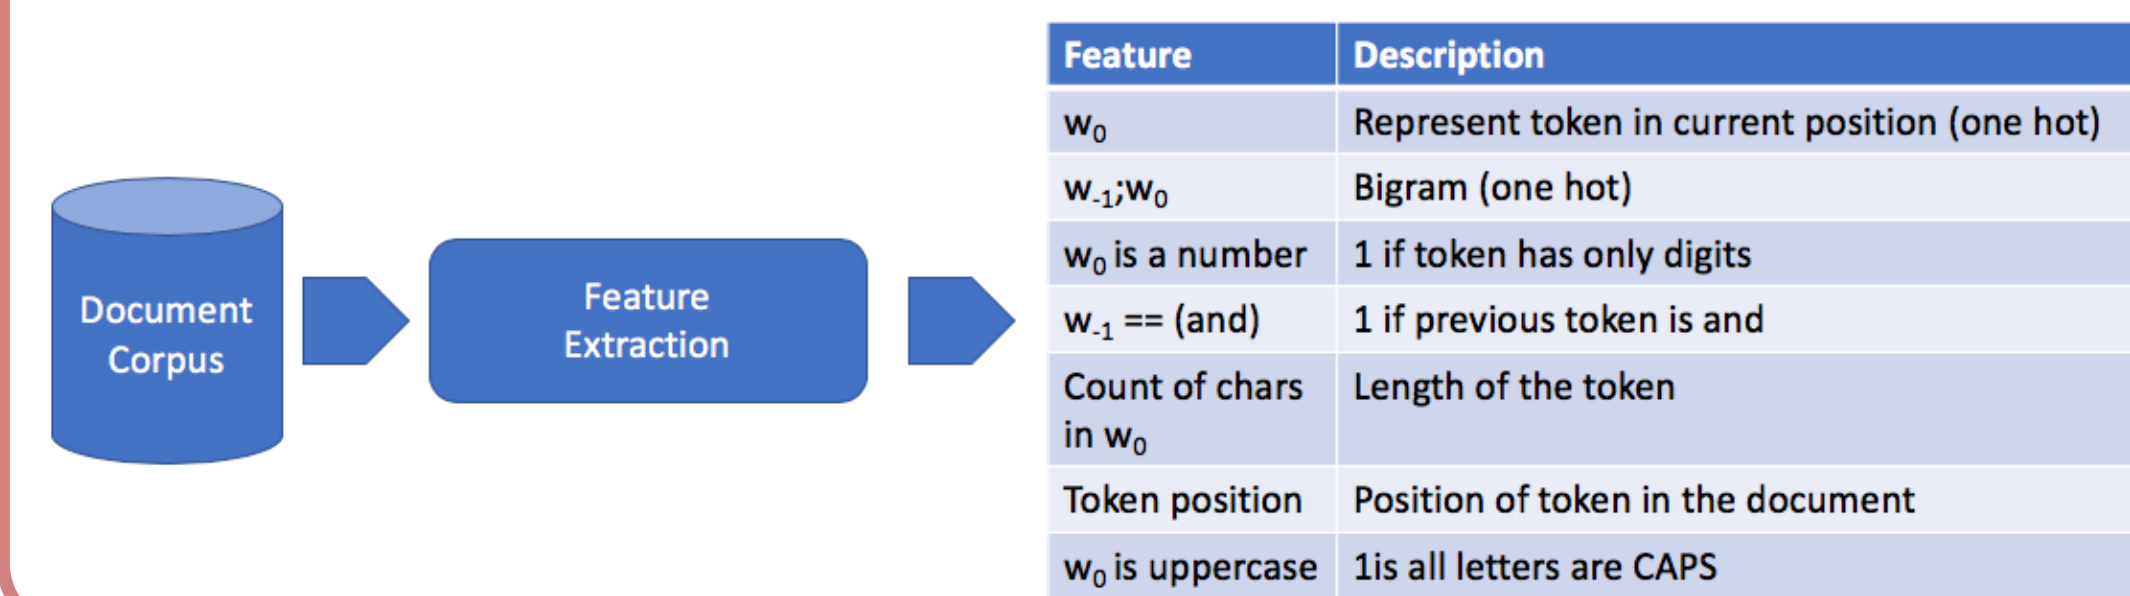 Document
Corpus
Feature
Extraction
Feature Description
w₀ Represent token in current position (one hot)
w₋₁;w₀ Bigram (one hot)
w₀ is a number 1 if token has only digits
w₋₁ == (and) 1 if previous token is and
Count of chars Length of the token
in w₀
Token position Position of token in the document
w₀ is uppercase 1is all letters are CAPS